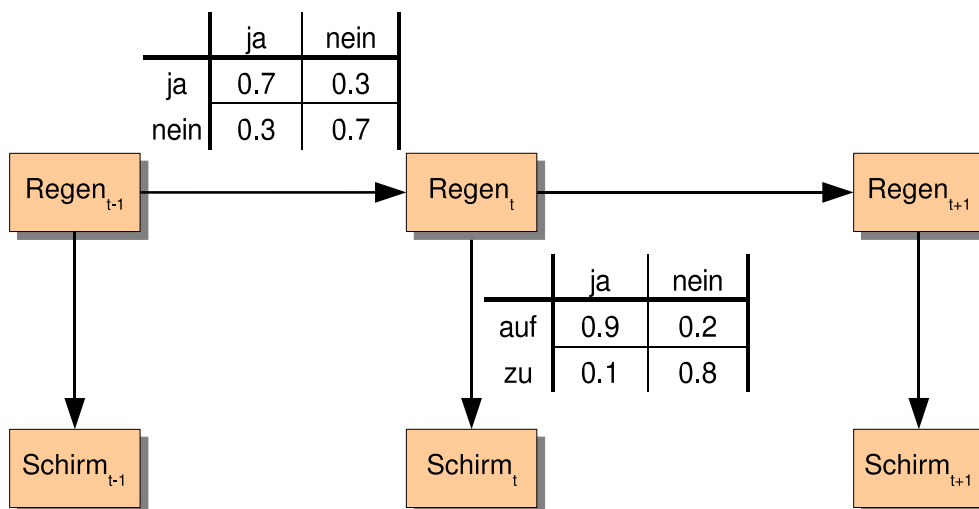 ja nein
ja 0.7 0.3
nein 0.3 0.7
Regen t-1 Regen t Regen t+1
ja nein
auf 0.9 0.2
zu 0.1 0.8
Schirm t-1 Schirm t Schirm t+1